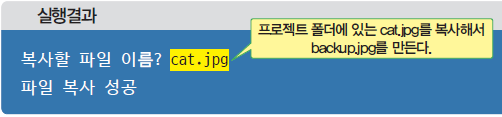 실행결과
프로젝트 폴더에 있는 cat.jpg를 복사해서
backup.jpg를 만든다.
복사할 파일 이름? cat.jpg
파일 복사 성공